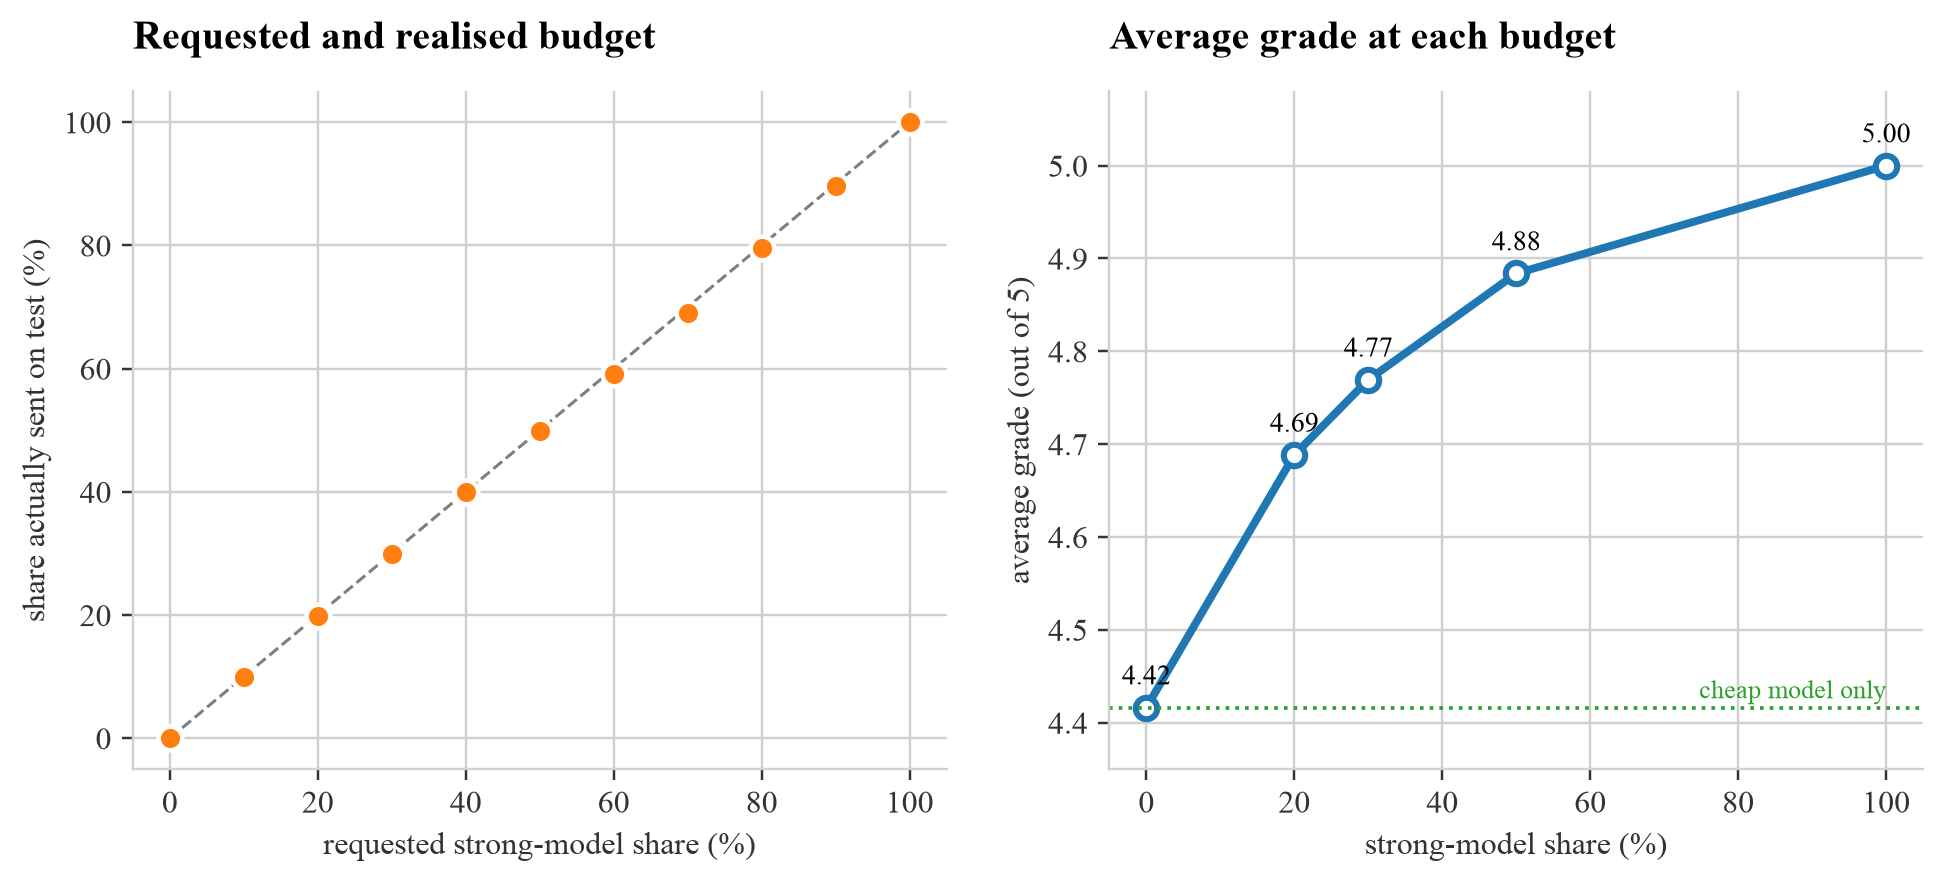 Requested and realised budget
share actually sent on test (%)
100
80
60
40
20
0
0 20 40 60 80 100
requested strong-model share (%)
Average grade at each budget
average grade (out of 5)
5.0
4.9
4.8
4.7
4.6
4.5
4.4
5.00
4.88
4.77
4.69
4.42
cheap model only
0 20 40 60 80 100
strong-model share (%)